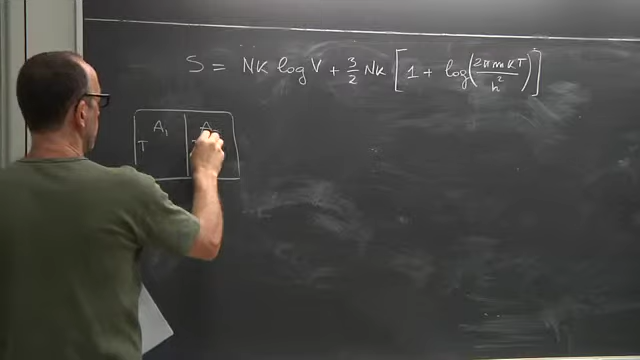 S = NK log V + 3/2 NK [ 1 + log( 2πmKT / h² ) ]
A₁ A
T